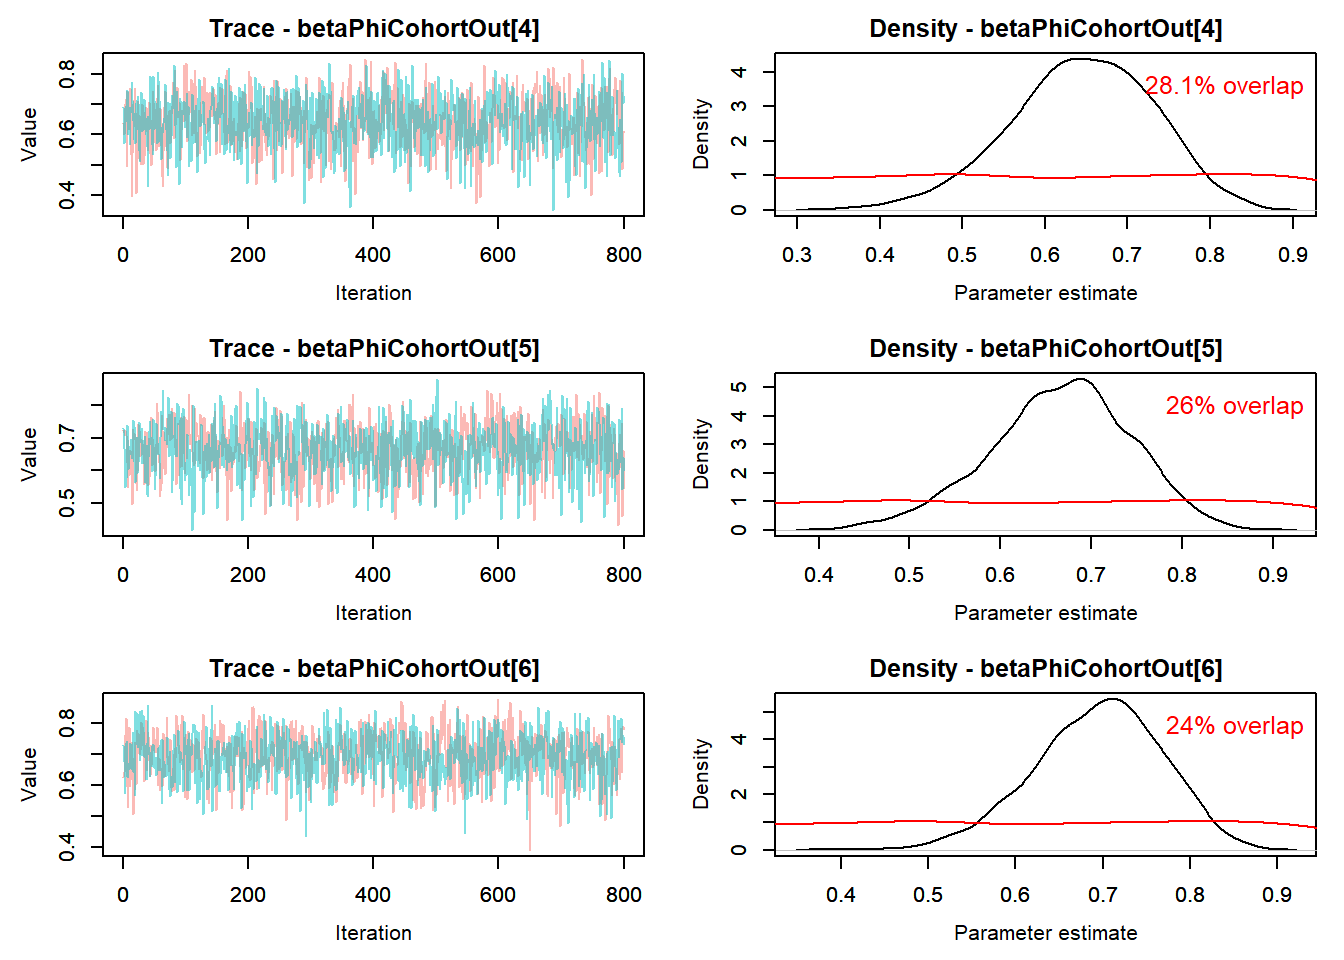 Trace - betaPhiCohortOut[4]
Value
0.4 0.6 0.8
0 200 400 600 800
Iteration
Density - betaPhiCohortOut[4]
28.1% overlap
Density
0 1 2 3 4
0.3 0.4 0.5 0.6 0.7 0.8 0.9
Parameter estimate
Trace - betaPhiCohortOut[5]
Value
0.5 0.7
0 200 400 600 800
Iteration
Density - betaPhiCohortOut[5]
26% overlap
Density
0 1 2 3 4 5
0.4 0.5 0.6 0.7 0.8 0.9
Parameter estimate
Trace - betaPhiCohortOut[6]
Value
0.4 0.6 0.8
0 200 400 600 800
Iteration
Density - betaPhiCohortOut[6]
24% overlap
Density
0 2 4
0.4 0.5 0.6 0.7 0.8 0.9
Parameter estimate